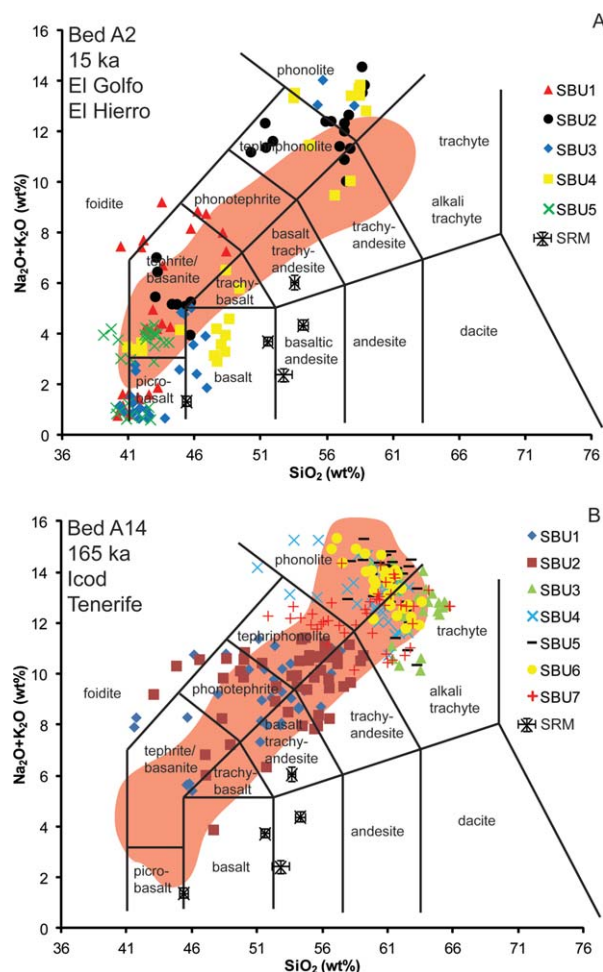 A
Bed A2
15 ka
El Golfo
El Hierro
Na₂O+K₂O (wt%)
16
14
12
10
8
6
4
2
0
36 41 46 51 56 61 66 71 76
SiO₂ (wt%)
phonolite
tephriphonolite
trachyte
foidite
phonotephrite
alkali
trachyte
basalt
trachy-
andesite
trachy-
andesite
tephrite/
basanite
trachy-
basalt
picro-
basalt
basalt
basaltic
andesite
andesite
dacite
SBU1
SBU2
SBU3
SBU4
SBU5
SRM
B
Bed A14
165 ka
Icod
Tenerife
Na₂O+K₂O (wt%)
16
14
12
10
8
6
4
2
0
36 41 46 51 56 61 66 71 76
SiO₂ (wt%)
phonolite
tephriphonolite
trachyte
foidite
phonotephrite
alkali
trachyte
basalt
trachy-
andesite
trachy-
andesite
tephrite/
basanite
trachy-
basalt
picro-
basalt
basalt
andesite
dacite
SBU1
SBU2
SBU3
SBU4
SBU5
SBU6
SBU7
SRM